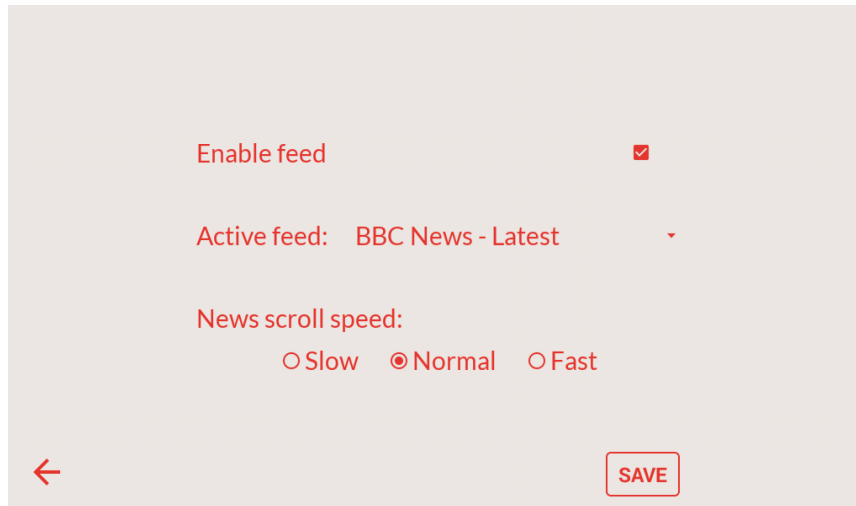 Enable feed
Active feed: BBC News - Latest
News scroll speed:
Slow Normal Fast
SAVE